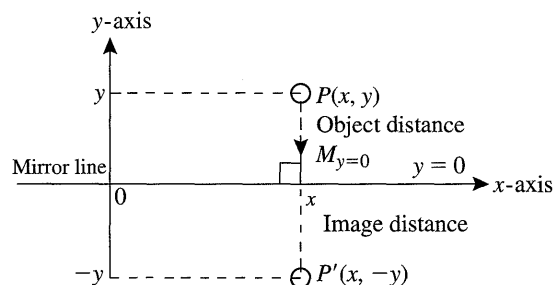 y-axis
y
P(x, y)
Object distance
M_{y=0}
y = 0
Mirror line
x-axis
0
x
Image distance
−y
P′(x, −y)